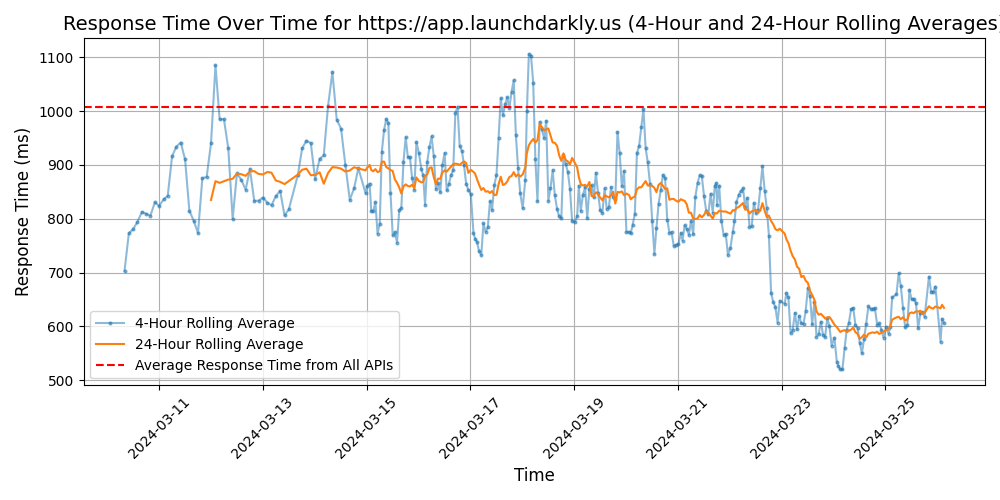 Response Time Over Time for https://app.launchdarkly.us (4-Hour and 24-Hour Rolling Averages)
Response Time (ms)
1100
1000
900
800
700
600
500
4-Hour Rolling Average
24-Hour Rolling Average
Average Response Time from All APIs
2024-03-11
2024-03-13
2024-03-15
2024-03-17
2024-03-19
2024-03-21
2024-03-23
2024-03-25
Time